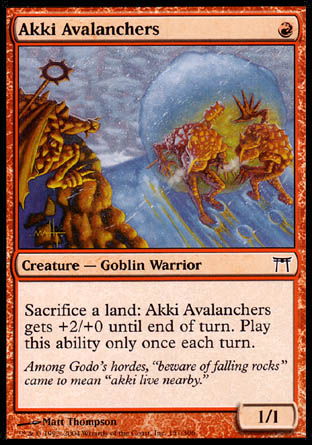 Akki Avalanchers
Creature — Goblin Warrior
Sacrifice a land: Akki Avalanchers
gets +2/+0 until end of turn. Play
this ability only once each turn.
Among Godo's hordes, "beware of falling rocks"
came to mean "akki live nearby."
Matt Thompson
1/1